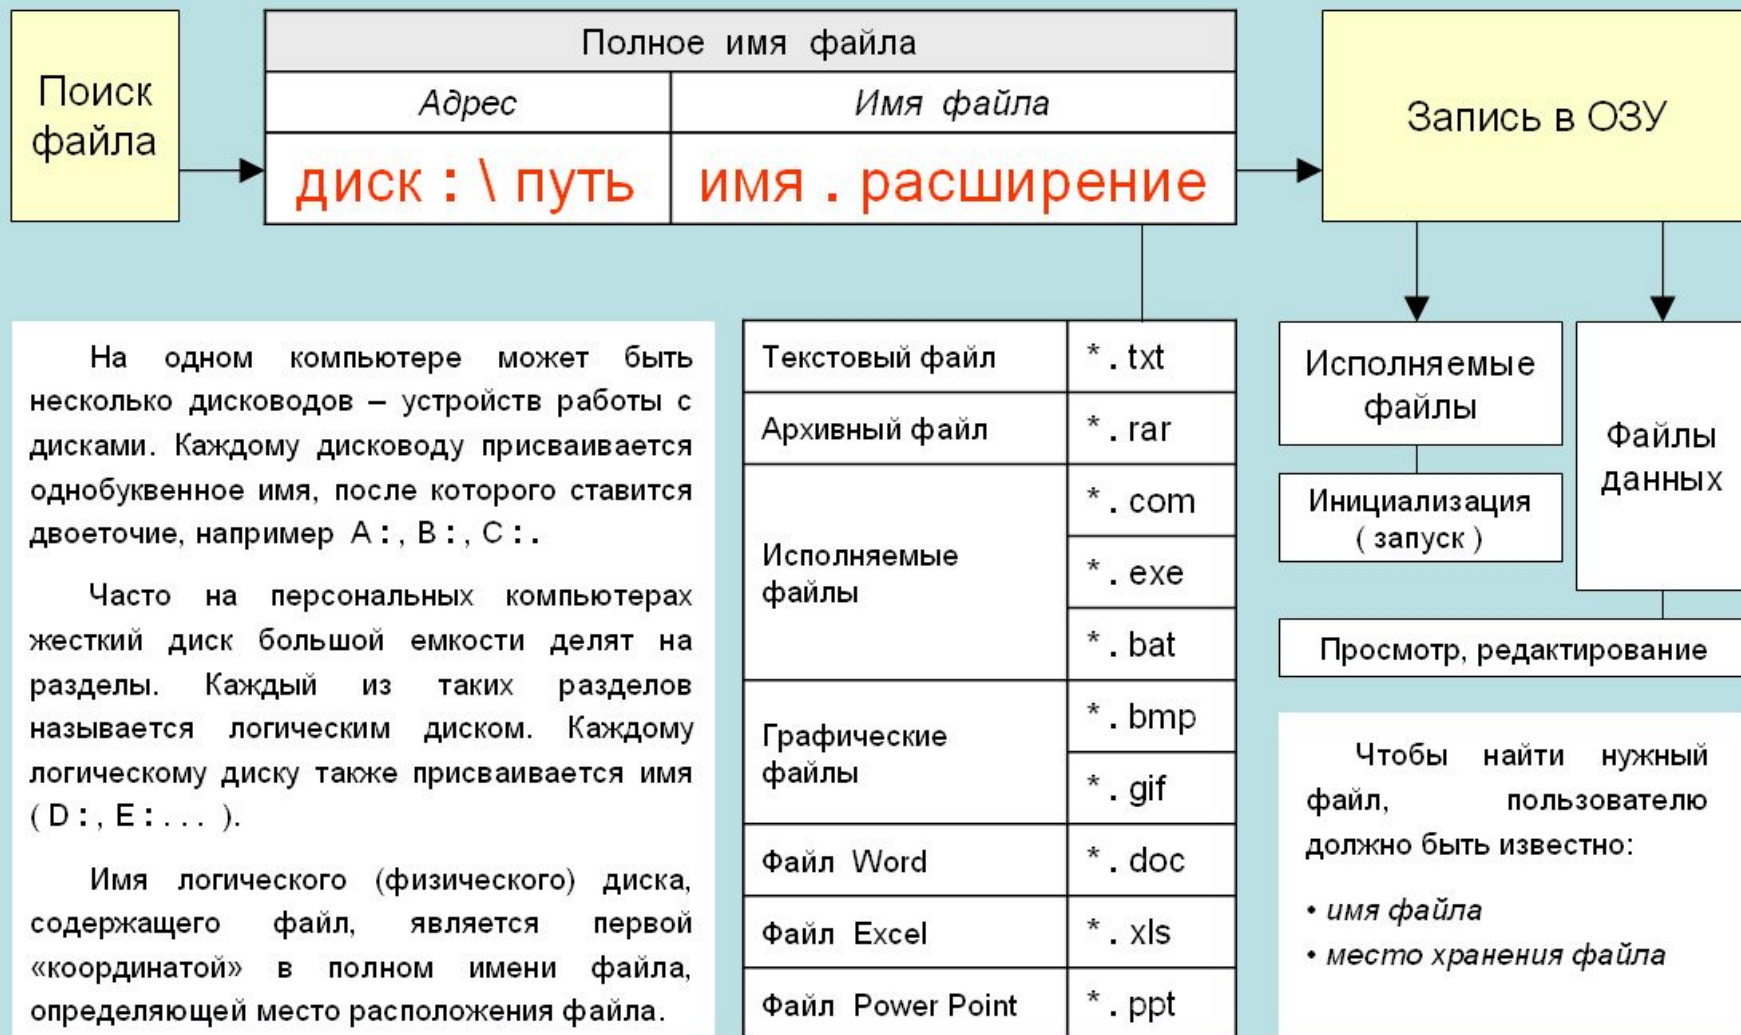 Поиск
файла
Полное имя файла
Адрес
Имя файла
диск : \ путь
имя . расширение
Запись в ОЗУ
На одном компьютере может быть
несколько дисководов – устройств работы с
дисками. Каждому дисководу присваивается
однобуквенное имя, после которого ставится
двоеточие, например A :, B :, C : .
Часто на персональных компьютерах
жесткий диск большой емкости делят на
разделы. Каждый из таких разделов
называется логическим диском. Каждому
логическому диску также присваивается имя
( D :, E : . . . ).
Имя логического (физического) диска,
содержащего файл, является первой
«координатой» в полном имени файла,
определяющей место расположения файла.
Текстовый файл
* . txt
Архивный файл
* . rar
Исполняемые
файлы
* . com
* . exe
* . bat
Графические
файлы
* . bmp
* . gif
Файл Word
* . doc
Файл Excel
* . xls
Файл Power Point
* . ppt
Исполняемые
файлы
Инициализация
( запуск )
Файлы
данных
Просмотр, редактирование
Чтобы найти нужный
файл, пользователю
должно быть известно:
• имя файла
• место хранения файла